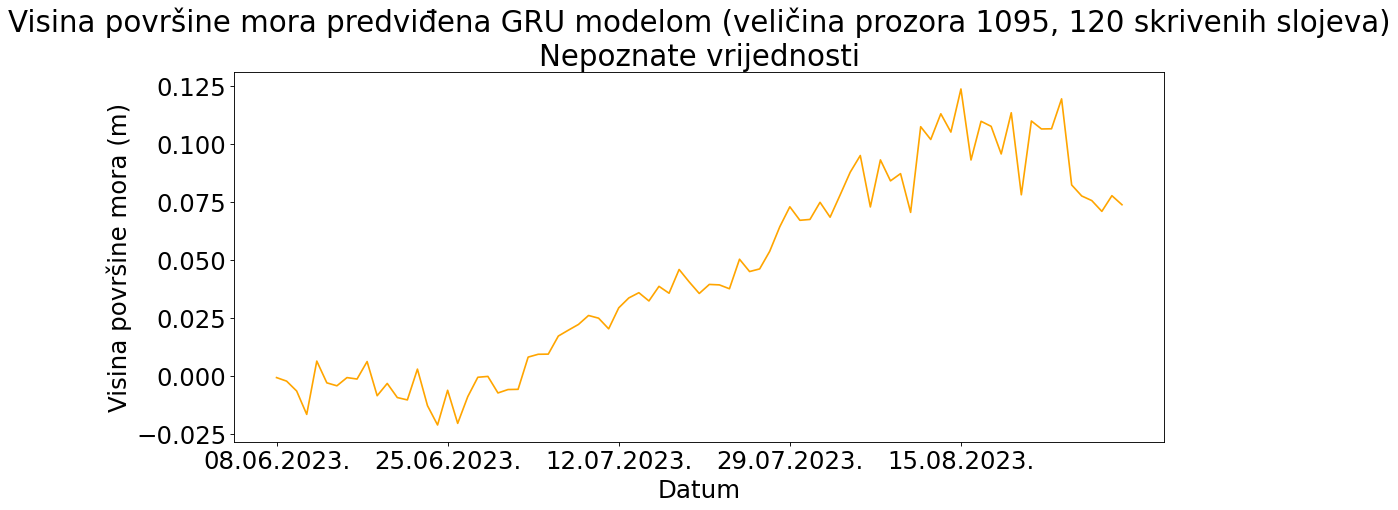 Visina površine mora predviđena GRU modelom (veličina prozora 1095, 120 skrivenih slojeva)
Nepoznate vrijednosti
Visina površine mora (m)
0.125
0.100
0.075
0.050
0.025
0.000
−0.025
08.06.2023. 25.06.2023. 12.07.2023. 29.07.2023. 15.08.2023.
Datum